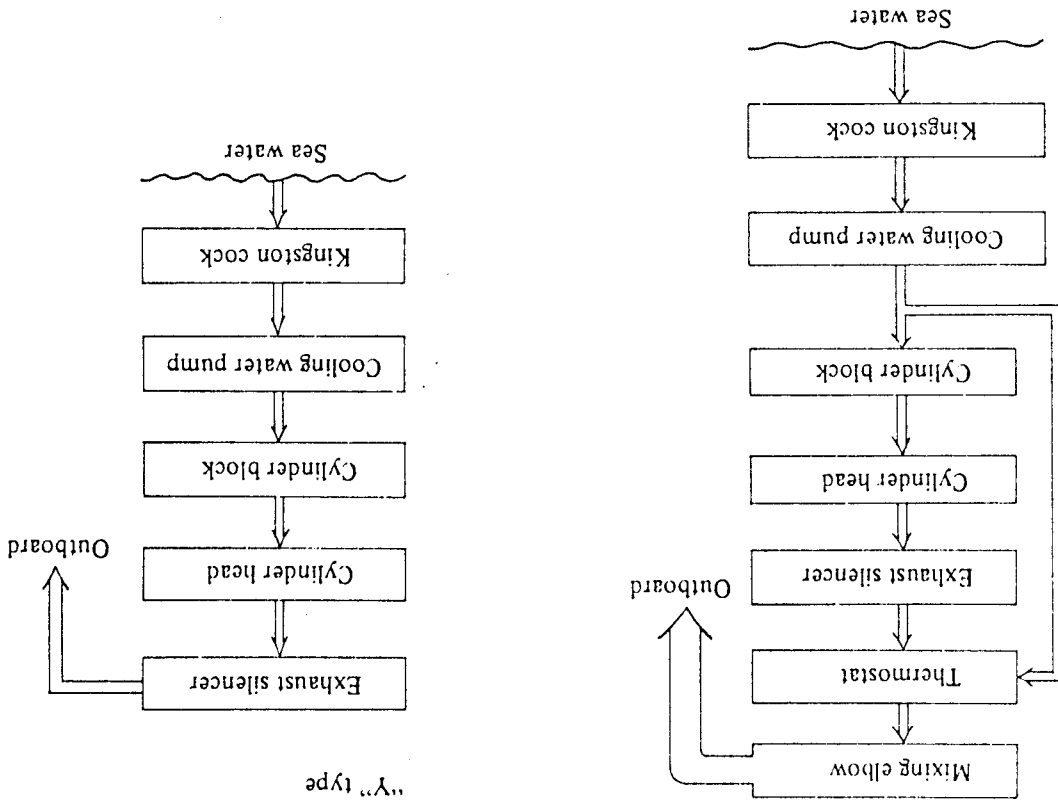 Mixing elbow
Thermostat
Exhaust silencer
Outboard
Cylinder head
Cylinder block
Cooling water pump
Kingston cock
Sea water
"Y" type
Exhaust silencer
Cylinder head
Outboard
Cylinder block
Cooling water pump
Kingston cock
Sea water